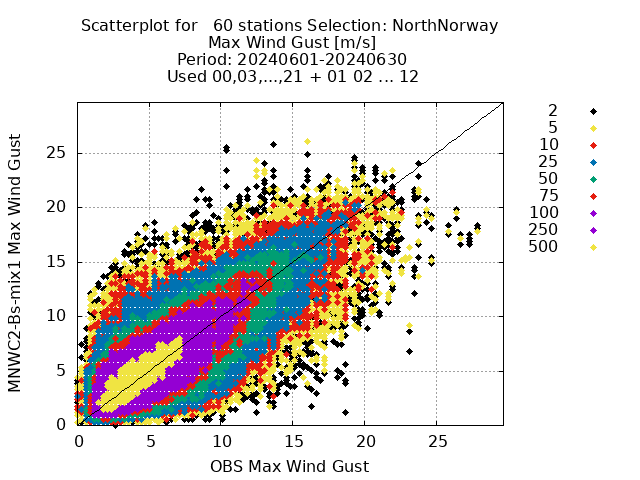 Scatterplot for   60 stations Selection: NorthNorway
Max Wind Gust [m/s]
Period: 20240601-20240630
Used 00,03,...,21 + 01 02 ... 12
2
5
10
25
50
75
100
250
500
MNWC2-Bs-mix1 Max Wind Gust
25
20
15
10
5
0
0 5 10 15 20 25
OBS Max Wind Gust